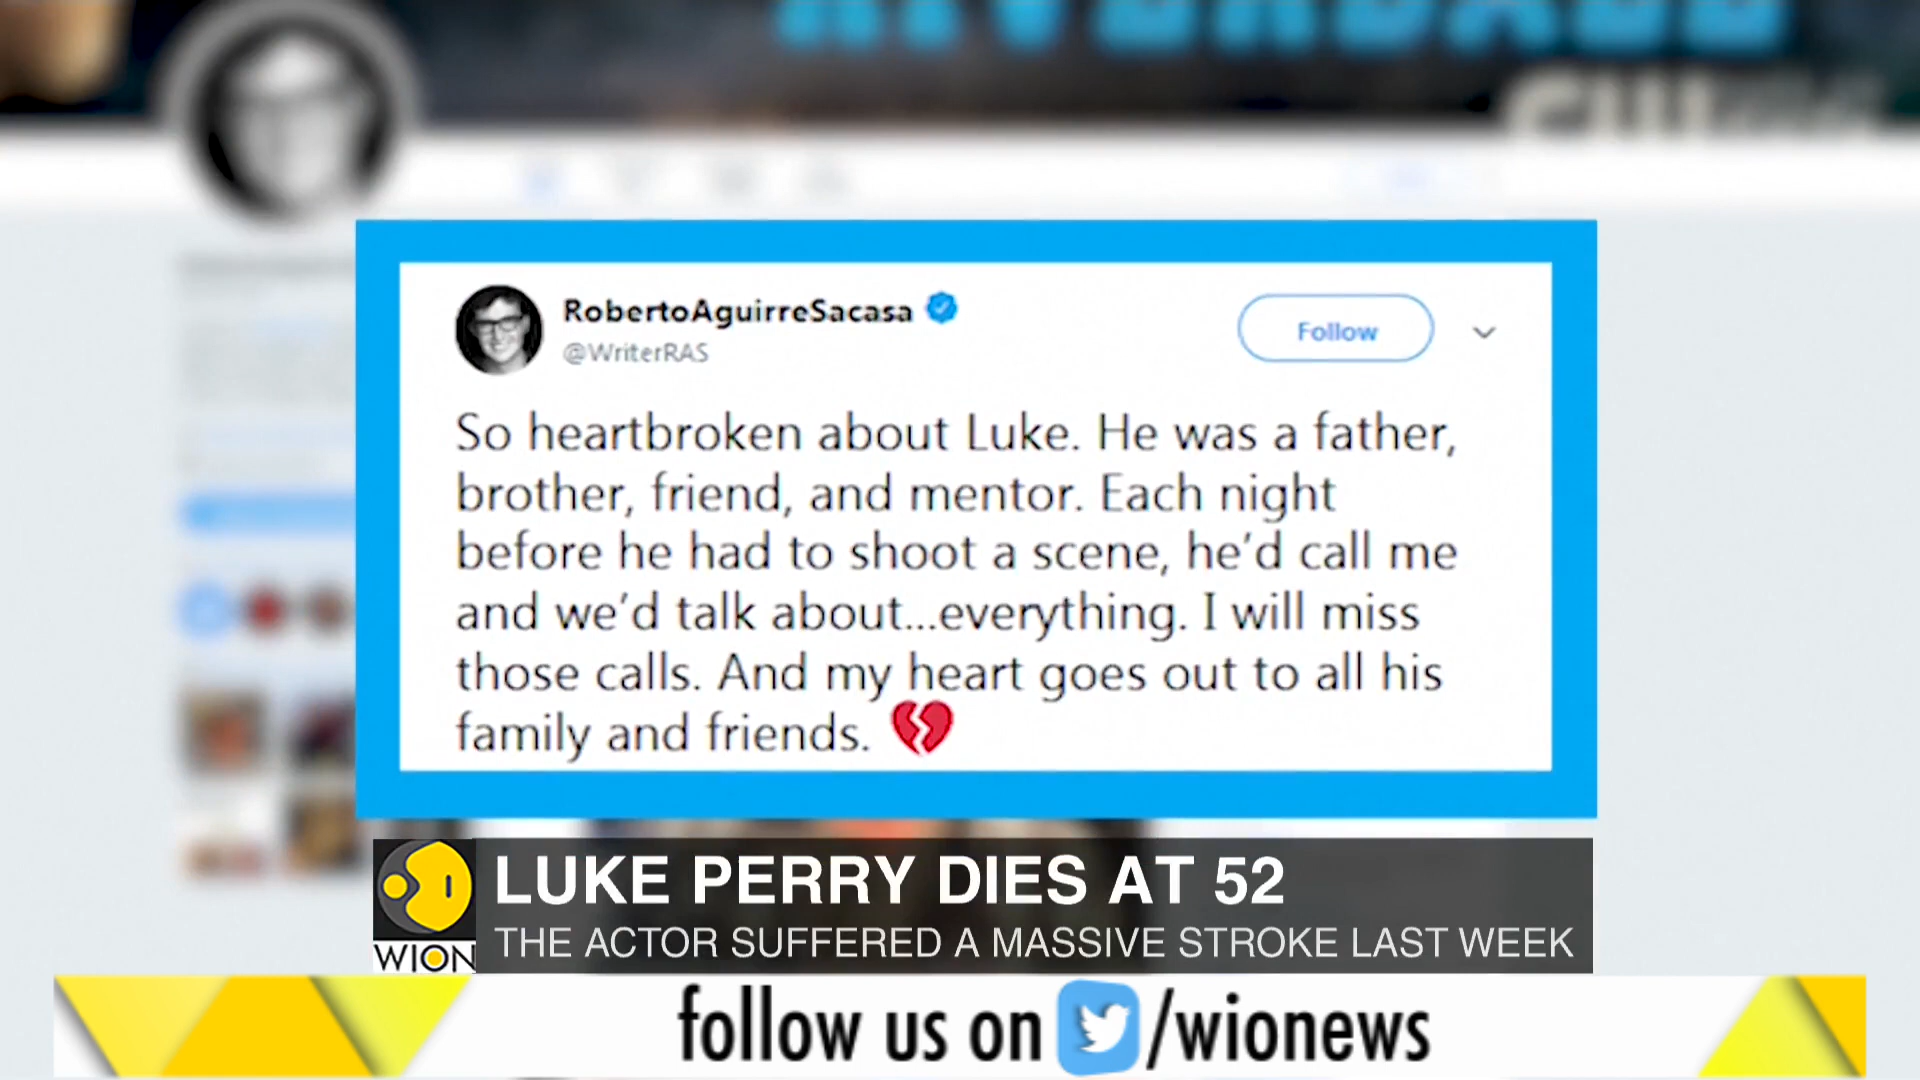 RobertoAguirreSacasa
@WriterRAS
Follow
So heartbroken about Luke. He was a father,
brother, friend, and mentor. Each night
before he had to shoot a scene, he'd call me
and we'd talk about...everything. I will miss
those calls. And my heart goes out to all his
family and friends.
LUKE PERRY DIES AT 52
THE ACTOR SUFFERED A MASSIVE STROKE LAST WEEK
WION
follow us on /wionews